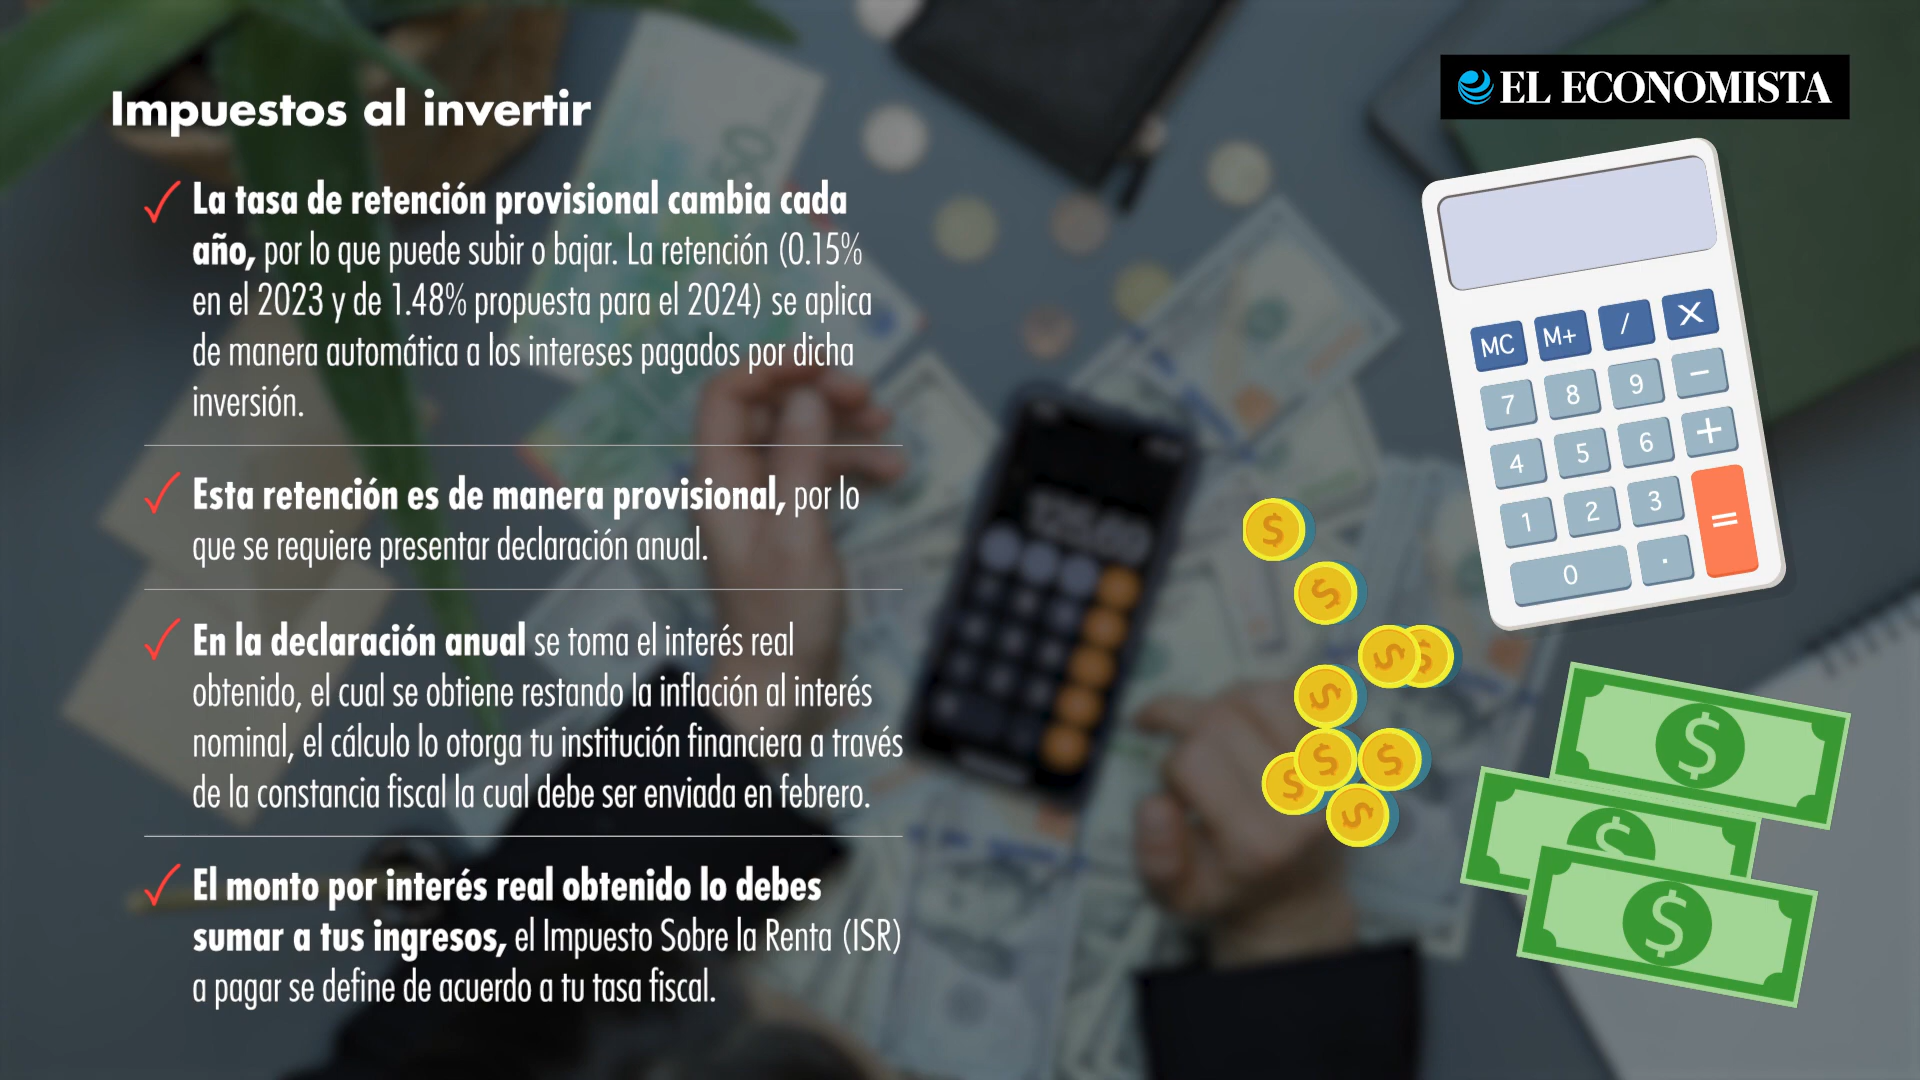 Impuestos al invertir
EL ECONOMISTA
La tasa de retención provisional cambia cada
año, por lo que puede subir o bajar. La retención (0.15%
en el 2023 y de 1.48% propuesta para el 2024) se aplica
de manera automática a los intereses pagados por dicha
inversión.
Esta retención es de manera provisional, por lo
que se requiere presentar declaración anual.
En la declaración anual se toma el interés real
obtenido, el cual se obtiene restando la inflación al interés
nominal, el cálculo lo otorga tu institución financiera a través
de la constancia fiscal la cual debe ser enviada en febrero.
El monto por interés real obtenido lo debes
sumar a tus ingresos, el Impuesto Sobre la Renta (ISR)
a pagar se define de acuerdo a tu tasa fiscal.
MC M+ / X
7 8 9 −
4 5 6 +
1 2 3 =
0 .
$
$
$ $
$
$ $
$
$
$
$
$